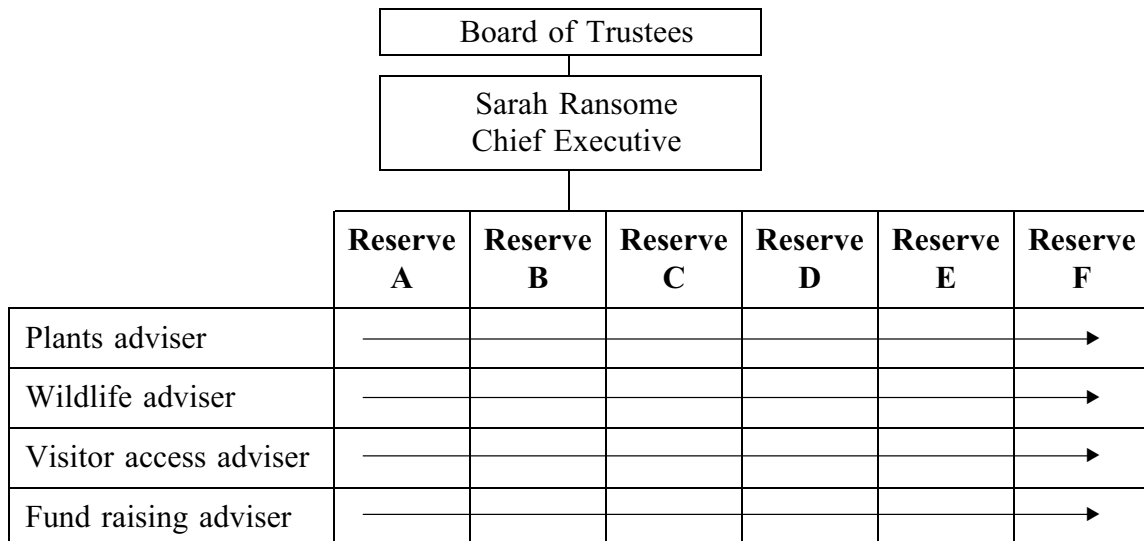 Board of Trustees
Sarah Ransome
Chief Executive
Reserve Reserve Reserve Reserve Reserve Reserve
A B C D E F
Plants adviser
Wildlife adviser
Visitor access adviser
Fund raising adviser